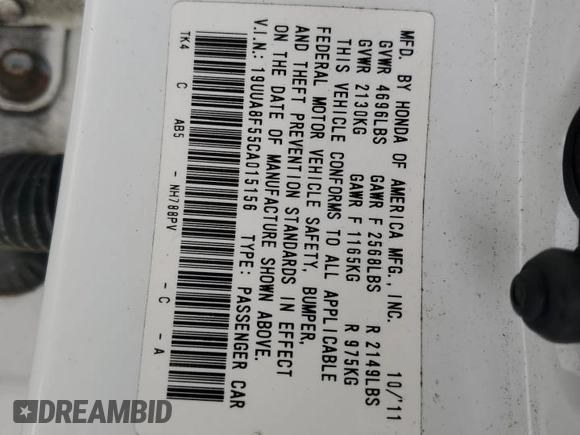 MFD. BY HONDA OF AMERICA MFG., INC. 10/'11
GVWR 4696LBS GAWR F 2568LBS R 2149LBS
GVWR 2130KG GAWR F 1165KG R 975KG
THIS VEHICLE CONFORMS TO ALL APPLICABLE
FEDERAL MOTOR VEHICLE SAFETY, BUMPER,
AND THEFT PREVENTION STANDARDS IN EFFECT
ON THE DATE OF MANUFACTURE SHOWN ABOVE.
V.I.N.: 19UUA8F55CA015156 TYPE: PASSENGER CAR
TK4 C AB5 - NH788PV - C - A
DREAMBID